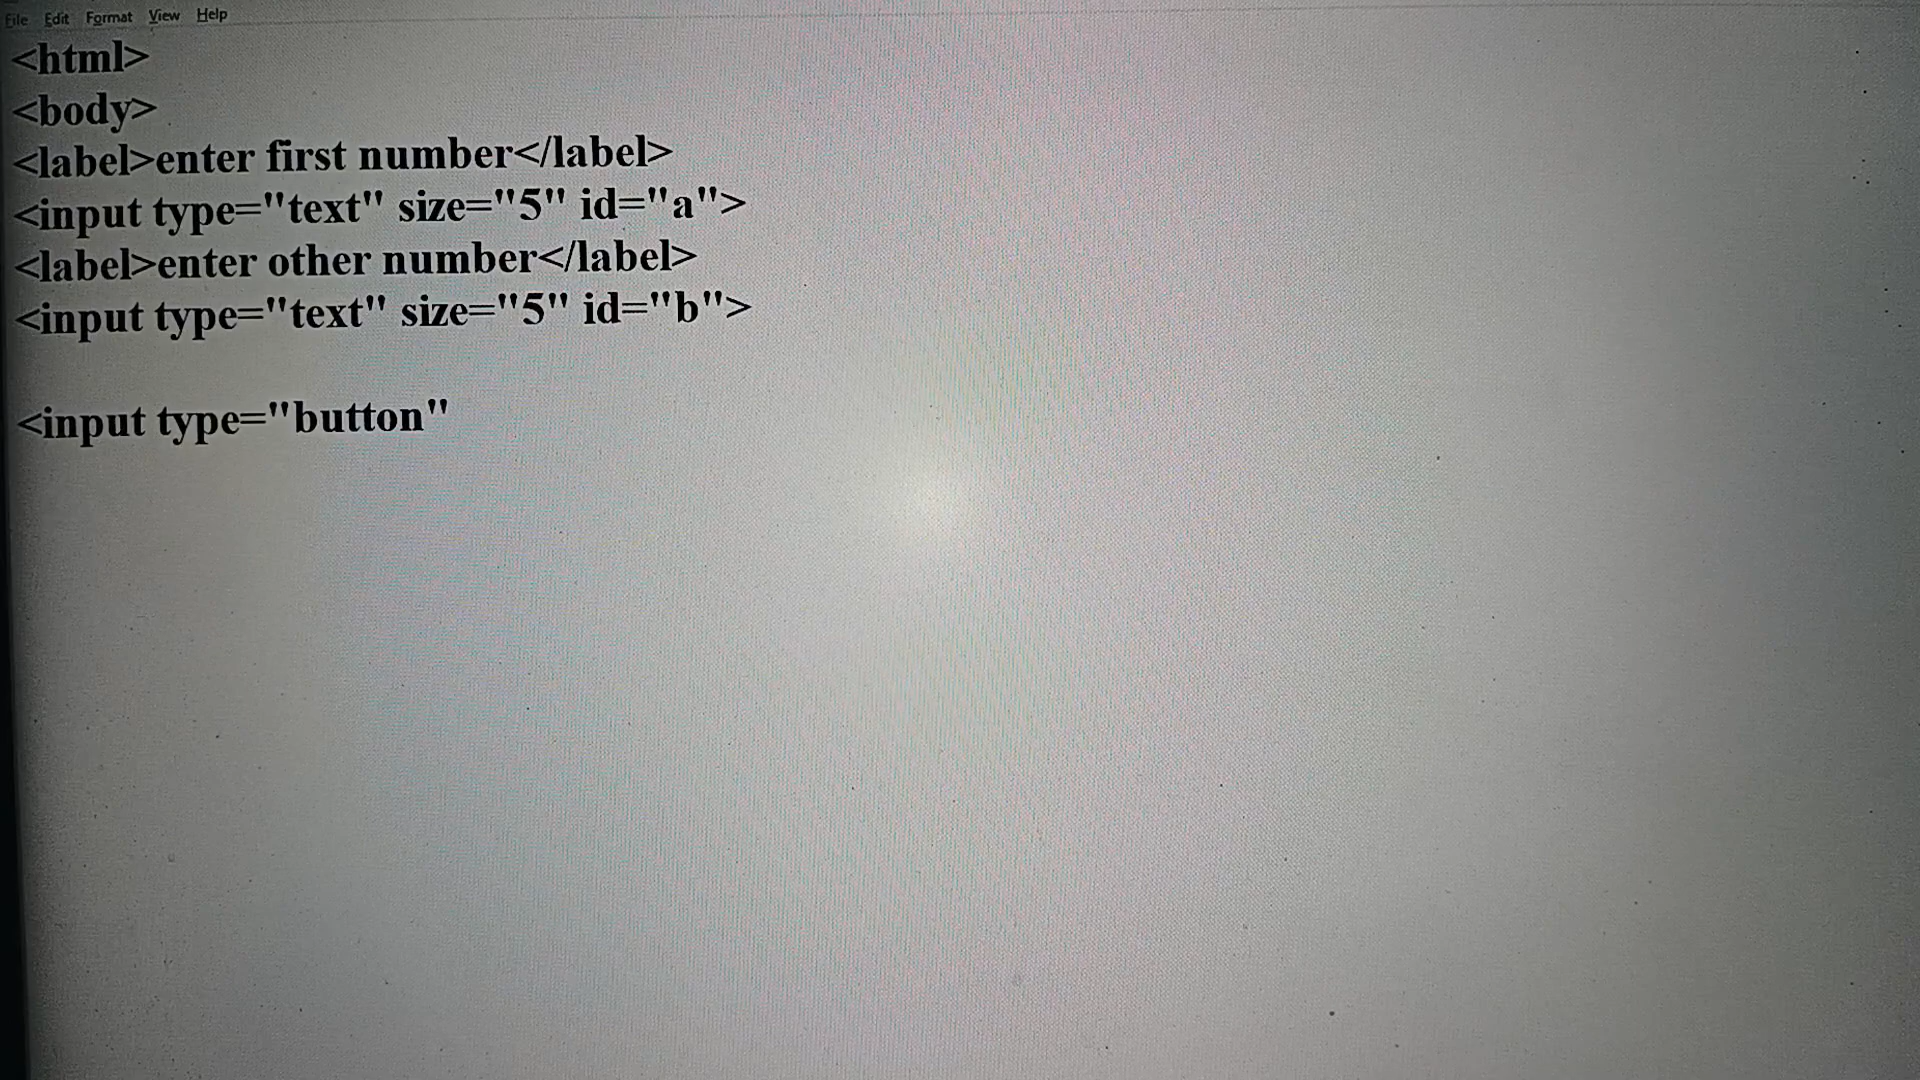 File Edit Format View Help
<html>
<body>
<label>enter first number</label>
<input type="text" size="5" id="a">
<label>enter other number</label>
<input type="text" size="5" id="b">
<input type="button"